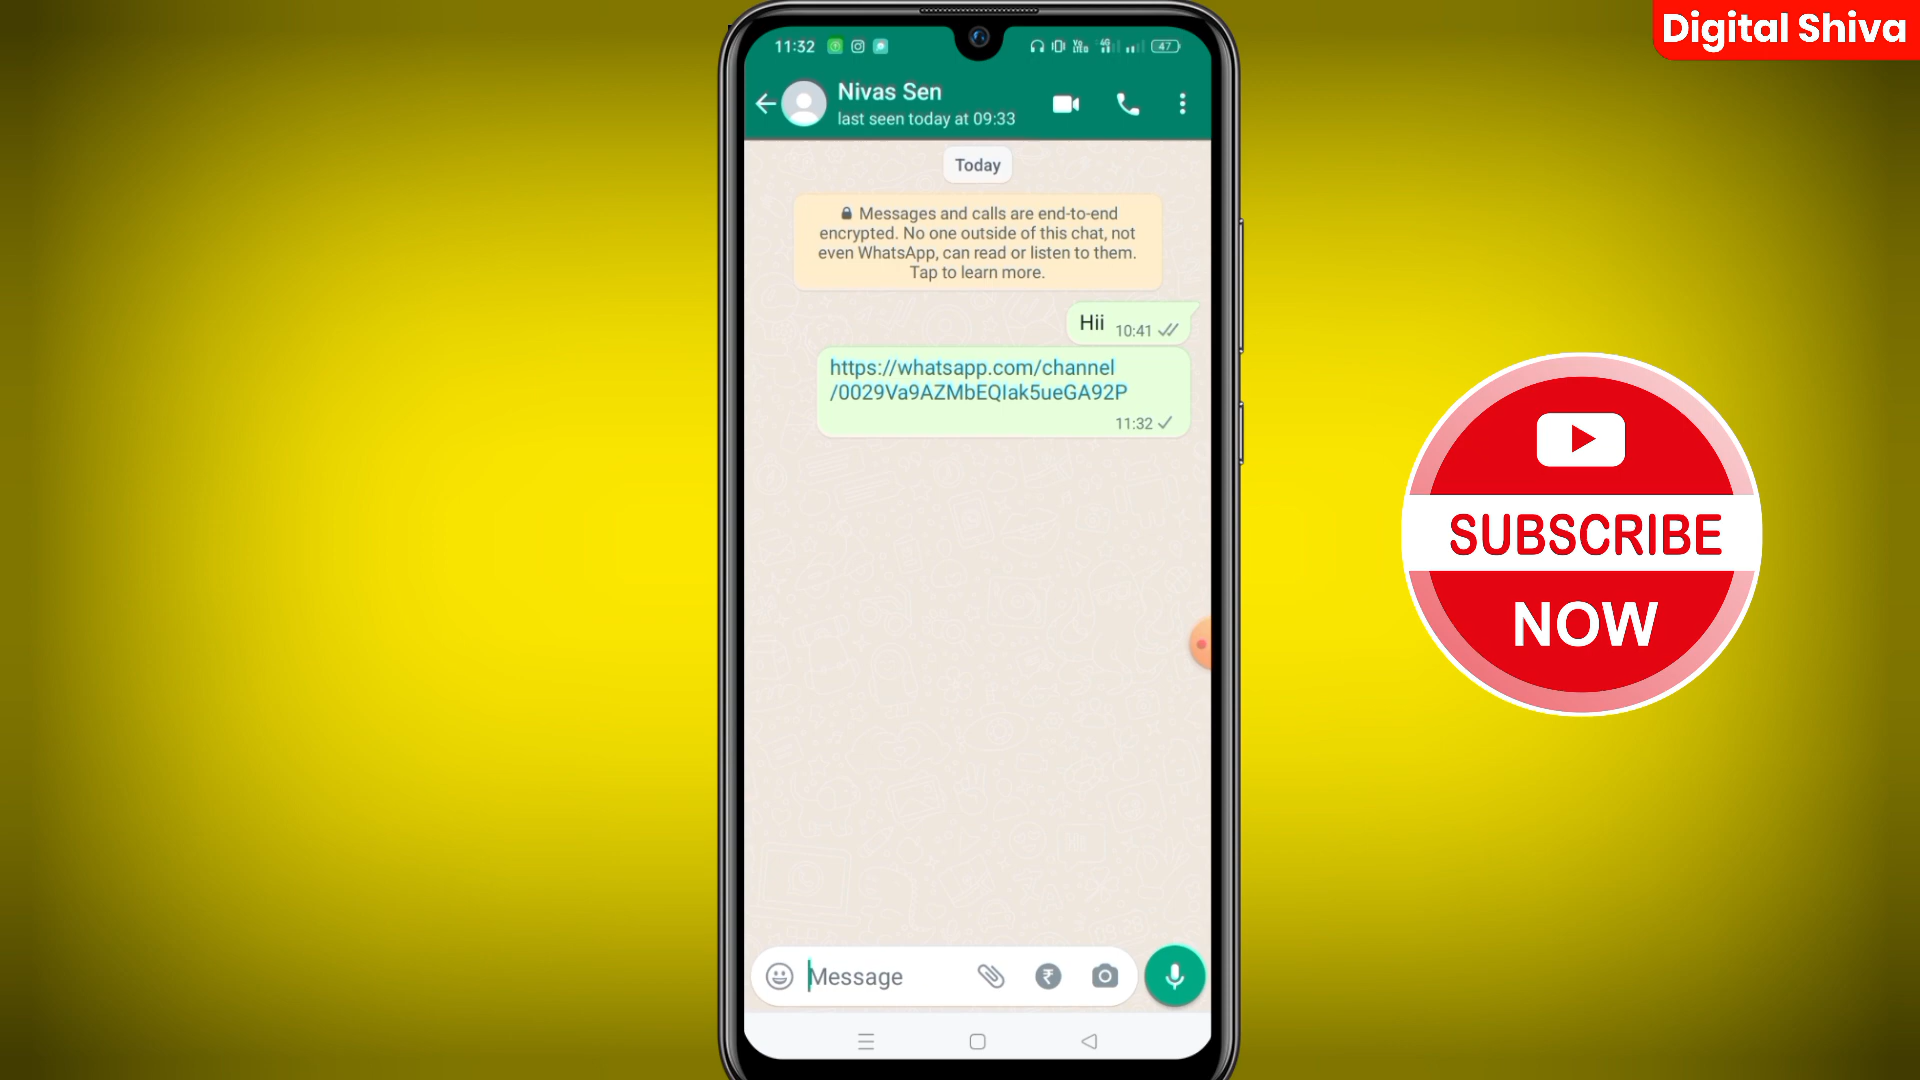 Digital Shiva
11:32
47
Nivas Sen
last seen today at 09:33
Today
Messages and calls are end-to-end
encrypted. No one outside of this chat, not
even WhatsApp, can read or listen to them.
Tap to learn more.
Hii 10:41
https://whatsapp.com/channel
/0029Va9AZMbEQIak5ueGA92P
11:32
SUBSCRIBE
NOW
Message